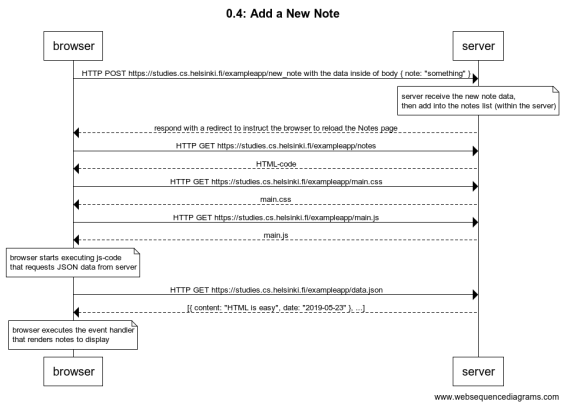 0.4: Add a New Note
browser
server
HTTP POST https://studies.cs.helsinki.fi/exampleapp/new_note with the data inside of body { note: "something" }
server receive the new note data,
then add into the notes list (within the server)
respond with a redirect to instruct the browser to reload the Notes page
HTTP GET https://studies.cs.helsinki.fi/exampleapp/notes
HTML-code
HTTP GET https://studies.cs.helsinki.fi/exampleapp/main.css
main.css
HTTP GET https://studies.cs.helsinki.fi/exampleapp/main.js
main.js
browser starts executing js-code
that requests JSON data from server
HTTP GET https://studies.cs.helsinki.fi/exampleapp/data.json
[{ content: "HTML is easy", date: "2019-05-23" }, ...]
browser executes the event handler
that renders notes to display
browser
server
www.websequencediagrams.com